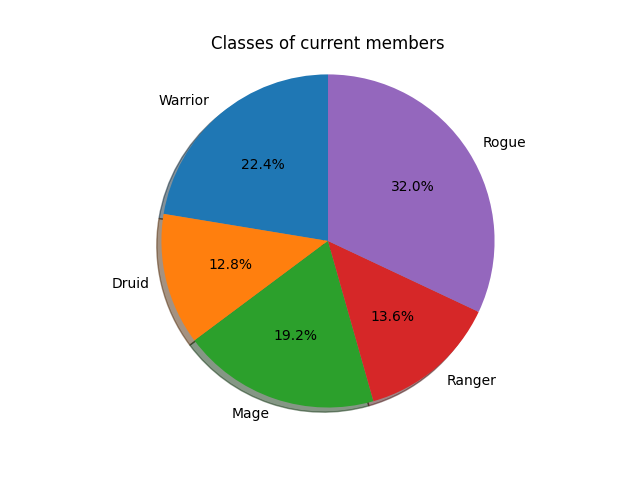 Classes of current members
Warrior
Rogue
22.4%
32.0%
12.8%
Druid
13.6%
19.2%
Ranger
Mage